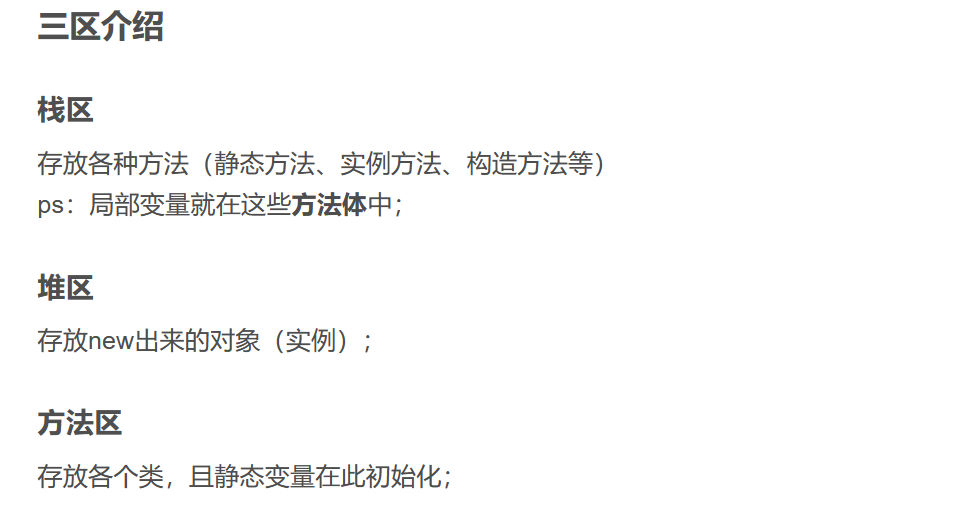 三区介绍
栈区
存放各种方法（静态方法、实例方法、构造方法等）
ps：局部变量就在这些方法体中；
堆区
存放new出来的对象（实例）；
方法区
存放各个类，且静态变量在此初始化；